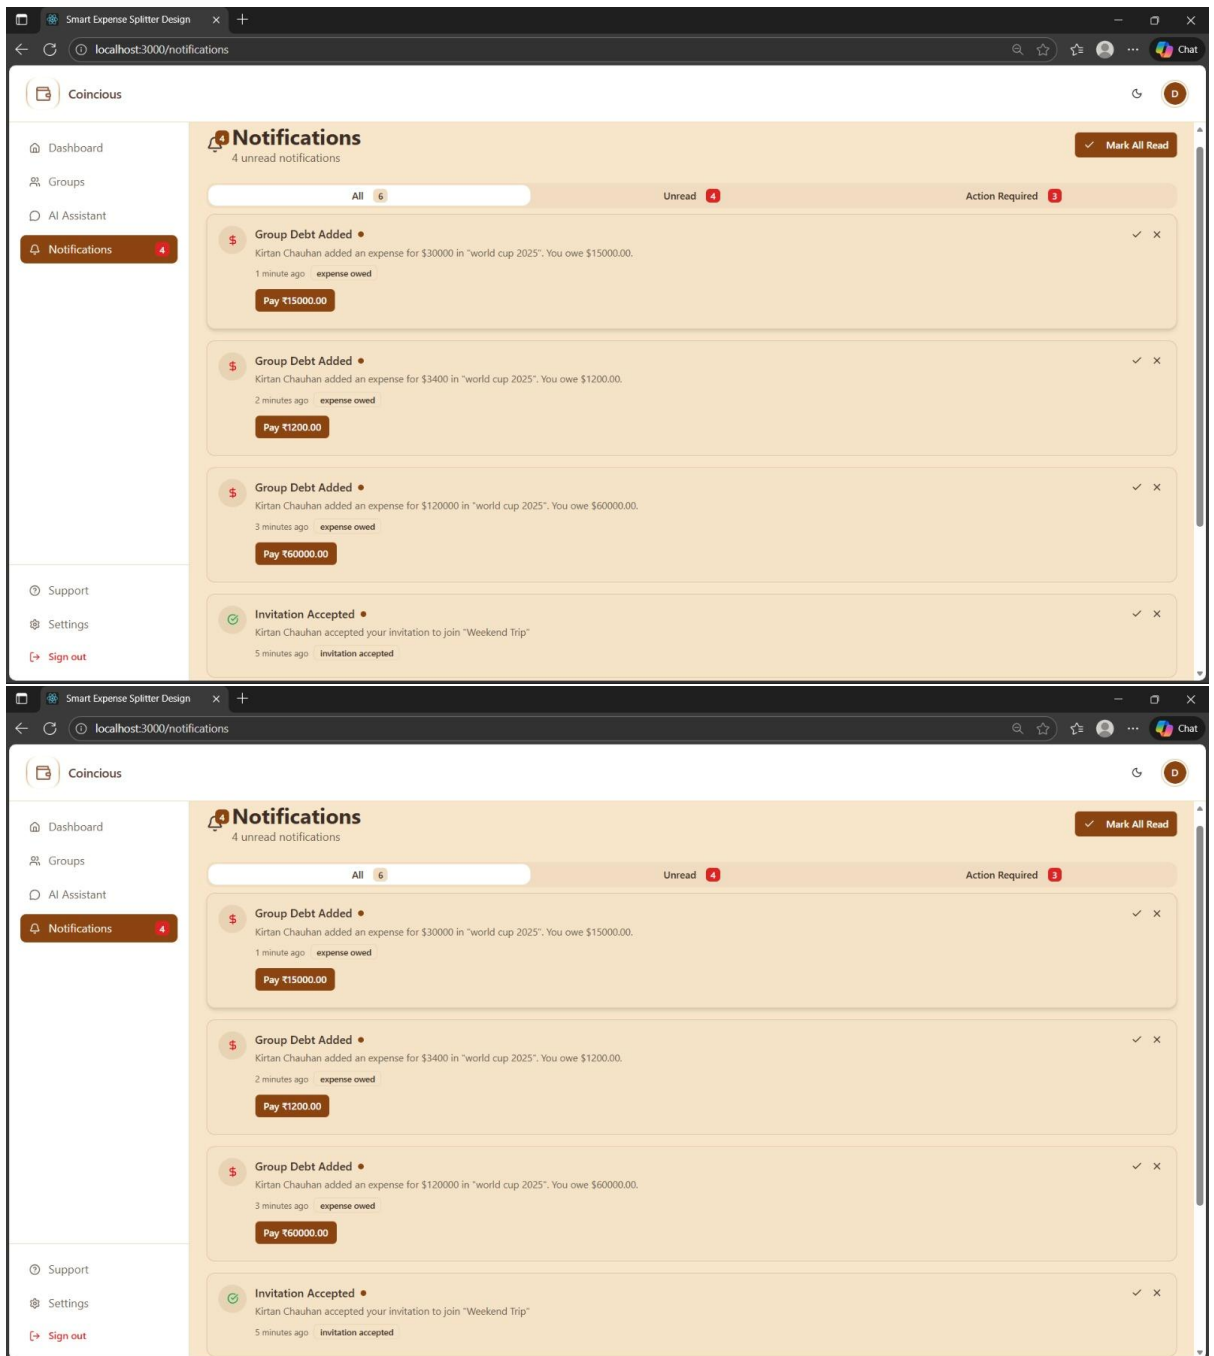 Smart Expense Splitter Design
localhost:3000/notifications
Chat
Coincious
D
Dashboard
Groups
AI Assistant
Notifications 4
Support
Settings
Sign out
4
Notifications
4 unread notifications
Mark All Read
All 6 Unread 4 Action Required 3
Group Debt Added
Kirtan Chauhan added an expense for $30000 in "world cup 2025". You owe $15000.00.
1 minute ago expense owed
Pay ₹15000.00
Group Debt Added
Kirtan Chauhan added an expense for $3400 in "world cup 2025". You owe $1200.00.
2 minutes ago expense owed
Pay ₹1200.00
Group Debt Added
Kirtan Chauhan added an expense for $120000 in "world cup 2025". You owe $60000.00.
3 minutes ago expense owed
Pay ₹60000.00
Invitation Accepted
Kirtan Chauhan accepted your invitation to join "Weekend Trip"
5 minutes ago invitation accepted
Smart Expense Splitter Design
localhost:3000/notifications
Chat
Coincious
D
Dashboard
Groups
AI Assistant
Notifications 4
Support
Settings
Sign out
4
Notifications
4 unread notifications
Mark All Read
All 6 Unread 4 Action Required 3
Group Debt Added
Kirtan Chauhan added an expense for $30000 in "world cup 2025". You owe $15000.00.
1 minute ago expense owed
Pay ₹15000.00
Group Debt Added
Kirtan Chauhan added an expense for $3400 in "world cup 2025". You owe $1200.00.
2 minutes ago expense owed
Pay ₹1200.00
Group Debt Added
Kirtan Chauhan added an expense for $120000 in "world cup 2025". You owe $60000.00.
3 minutes ago expense owed
Pay ₹60000.00
Invitation Accepted
Kirtan Chauhan accepted your invitation to join "Weekend Trip"
5 minutes ago invitation accepted